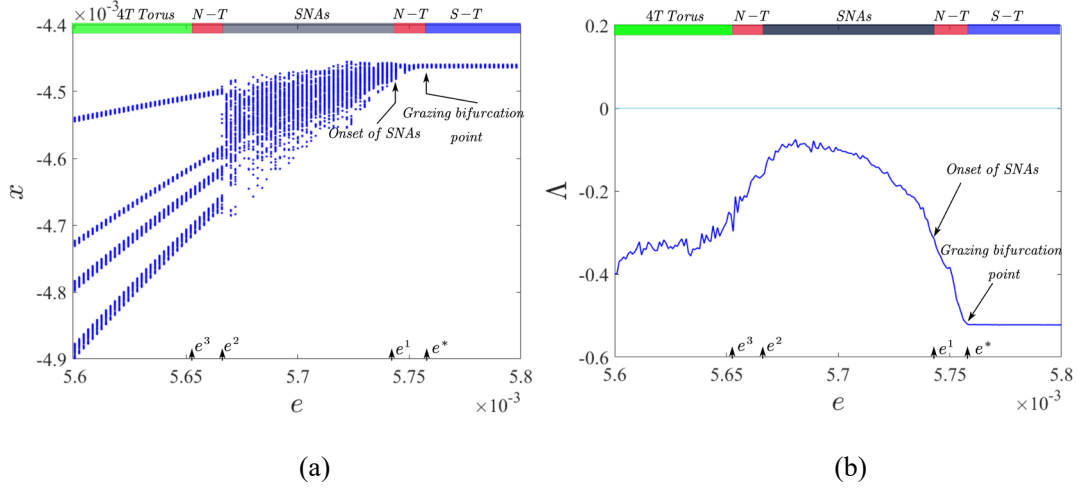 4T Torus N-T SNAs N-T S-T
×10⁻³
-4.4
-4.5
-4.6
-4.7
-4.8
-4.9
x
Onset of SNAs
Grazing bifurcation
point
e³ e² e¹ e*
5.6 5.65 5.7 5.75 5.8
e
×10⁻³
(a)
4T Torus N-T SNAs N-T S-T
0.2
0
-0.2
-0.4
-0.6
Λ
Onset of SNAs
Grazing bifurcation
point
e³ e² e¹ e*
5.6 5.65 5.7 5.75 5.8
e
×10⁻³
(b)